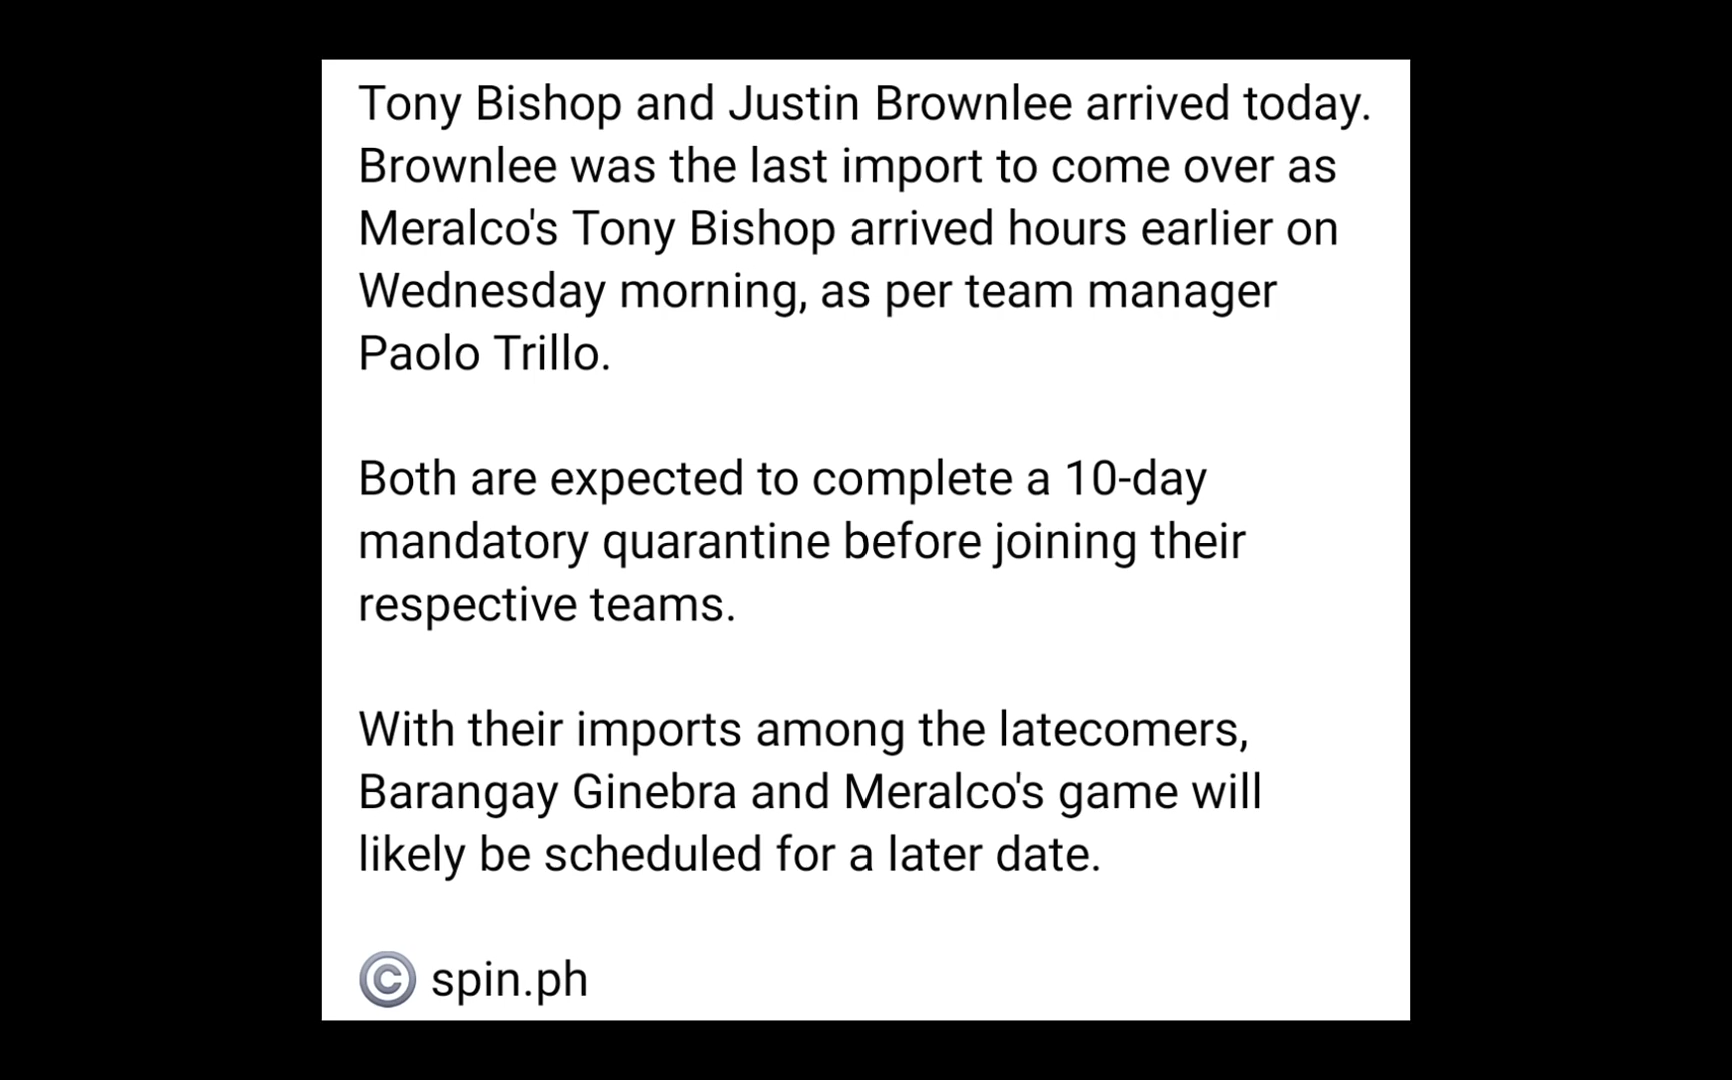 Tony Bishop and Justin Brownlee arrived today.
Brownlee was the last import to come over as
Meralco's Tony Bishop arrived hours earlier on
Wednesday morning, as per team manager
Paolo Trillo.
Both are expected to complete a 10-day
mandatory quarantine before joining their
respective teams.
With their imports among the latecomers,
Barangay Ginebra and Meralco's game will
likely be scheduled for a later date.
© spin.ph